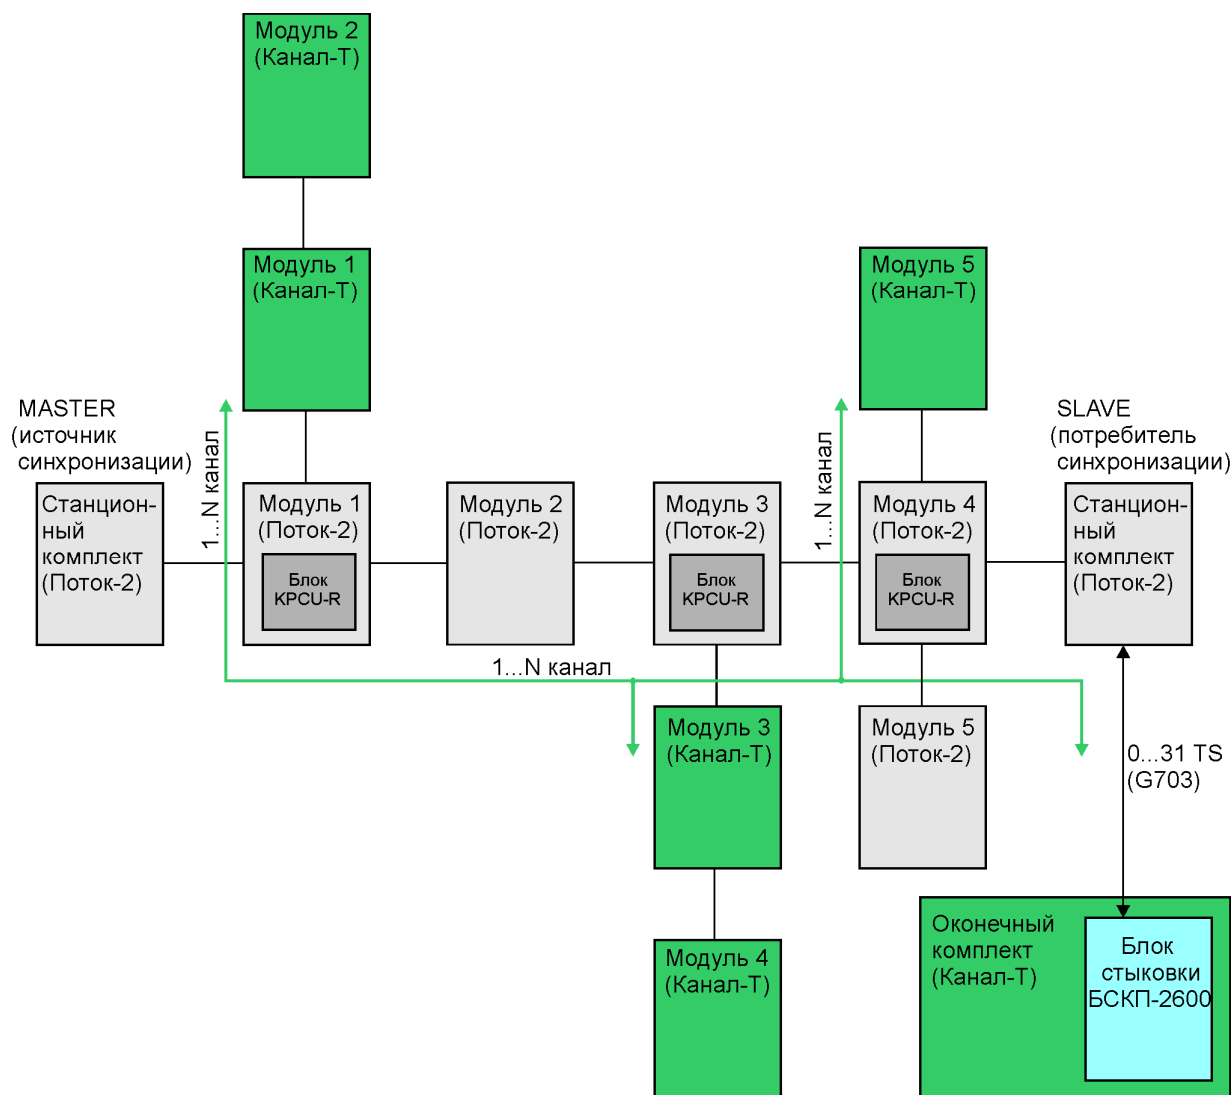 Модуль 2
(Канал-Т)
Модуль 1
(Канал-Т)
Модуль 5
(Канал-Т)
MASTER
(источник
синхронизации)
1...N канал
1...N канал
SLAVE
(потребитель
синхронизации)
Станцион-
ный
комплект
(Поток-2)
Модуль 1
(Поток-2)
Блок
KPCU-R
Модуль 2
(Поток-2)
Модуль 3
(Поток-2)
Блок
KPCU-R
Модуль 4
(Поток-2)
Блок
KPCU-R
Станцион-
ный
комплект
(Поток-2)
1...N канал
Модуль 3
(Канал-Т)
Модуль 5
(Поток-2)
0...31 TS
(G703)
Модуль 4
(Канал-Т)
Оконечный
комплект
(Канал-Т)
Блок
стыковки
БСКП-2600